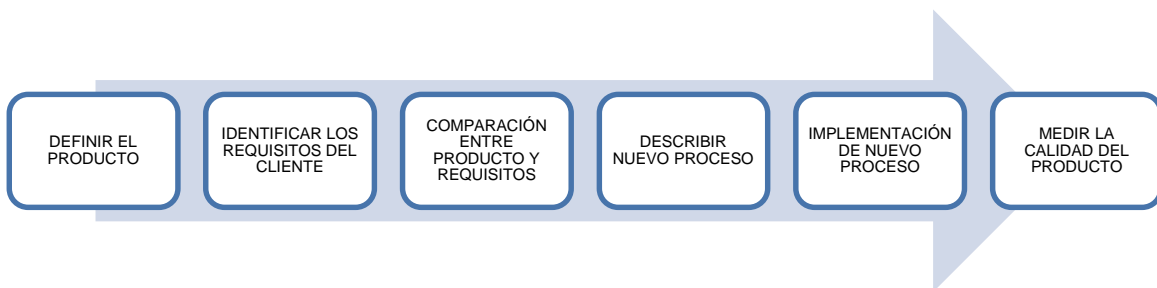 DEFINIR EL
PRODUCTO
IDENTIFICAR LOS
REQUISITOS DEL
CLIENTE
COMPARACIÓN
ENTRE
PRODUCTO Y
REQUISITOS
DESCRIBIR
NUEVO PROCESO
IMPLEMENTACIÓN
DE NUEVO
PROCESO
MEDIR LA
CALIDAD DEL
PRODUCTO